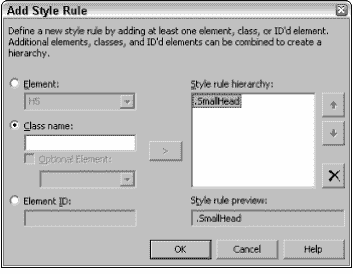 Add Style Rule
Define a new style rule by adding at least one element, class, or ID'd element.
Additional elements, classes, and ID'd elements can be combined to create a
hierarchy.
Element:
H5
Class name:
Optional Element:
Element ID:
>
Style rule hierarchy:
.SmallHead
Style rule preview:
.SmallHead
OK
Cancel
Help